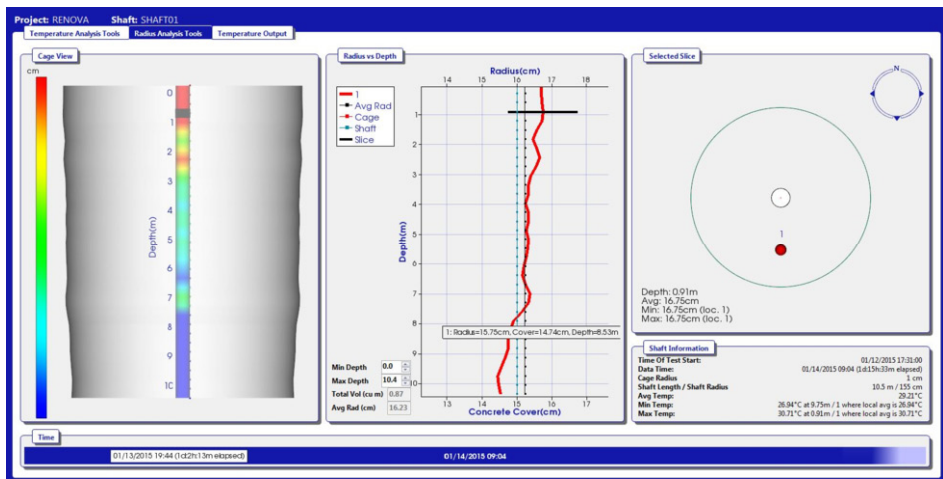 Project: RENOVA Shaft: SHAFT01
Temperature Analysis Tools Radius Analysis Tools Temperature Output
Cage View
cm
0
1
2
3
4
5
6
7
8
9
10
Depth(m)
Radius vs Depth
Radius(cm)
14 15 16 17 18
1
Avg Rad
Cage
Shaft
Slice
1
2
3
4
5
6
7
8
9
10
Depth(m)
1: Radius=15.75cm, Cover=14.74cm, Depth=8.53m
Min Depth 0.0
Max Depth 10.4
Total Vol (cu m) 0.87
Avg Rad (cm) 16.23
13 14 15 16 17
Concrete Cover(cm)
Selected Slice
N
1
Depth: 0.91m
Avg: 16.75cm
Min: 16.75cm (loc. 1)
Max: 16.75cm (loc. 1)
Shaft Information
Time Of Test Start: 01/12/2015 17:31:00
Data Time: 01/14/2015 09:04 (1d:15h:33m elapsed)
Cage Radius 1 cm
Shaft Length / Shaft Radius 10.5 m / 155 cm
Avg Temp: 29.21°C
Min Temp: 26.94°C at 9.75m / 1 where local avg is 26.94°C
Max Temp: 30.71°C at 0.91m / 1 where local avg is 30.71°C
Time
01/13/2015 19:44 (1d:2h:13m elapsed)
01/14/2015 09:04